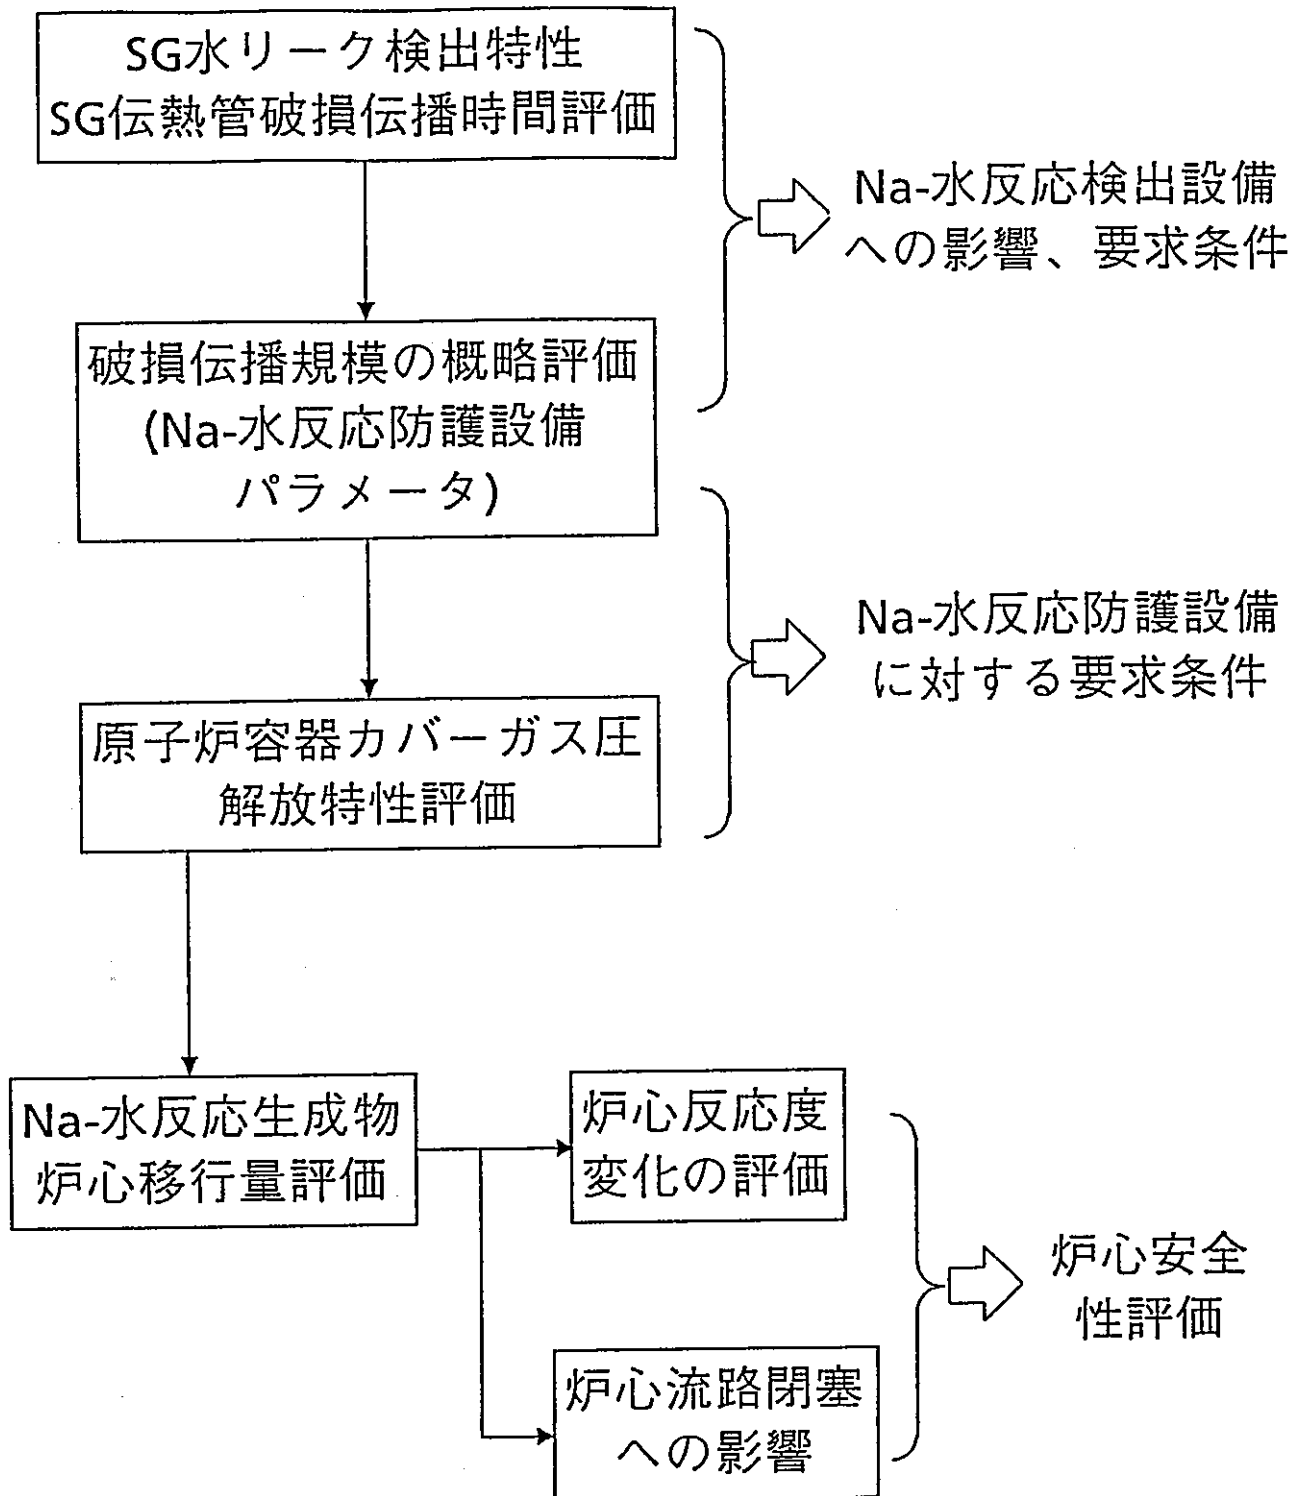 SG水リーク検出特性
SG伝熱管破損伝播時間評価
Na-水反応検出設備
への影響、要求条件
破損伝播規模の概略評価
(Na-水反応防護設備
パラメータ)
Na-水反応防護設備
に対する要求条件
原子炉容器カバーガス圧
解放特性評価
Na-水反応生成物
炉心移行量評価
炉心反応度
変化の評価
炉心安全
性評価
炉心流路閉塞
への影響